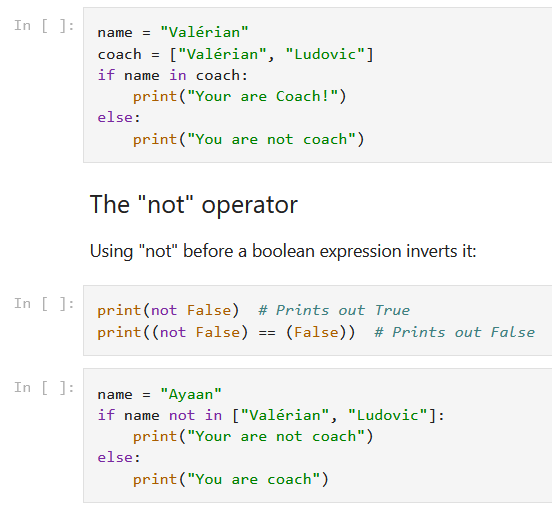 In [ ]:
name = "Valérian"
coach = ["Valérian", "Ludovic"]
if name in coach:
    print("Your are Coach!")
else:
    print("You are not coach")
The "not" operator
Using "not" before a boolean expression inverts it:
In [ ]:
print(not False)  # Prints out True
print((not False) == (False))  # Prints out False
In [ ]:
name = "Ayaan"
if name not in ["Valérian", "Ludovic"]:
    print("Your are not coach")
else:
    print("You are coach")